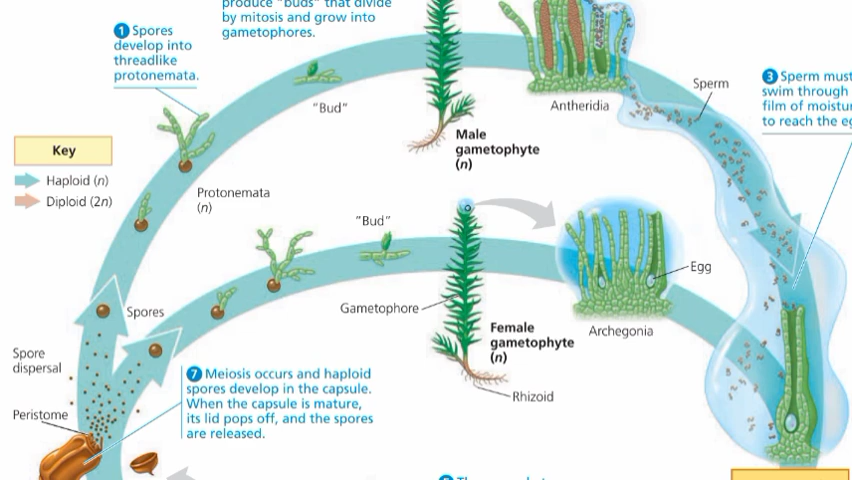 produce "buds" that divide
by mitosis and grow into
gametophores.
1 Spores
develop into
threadlike
protonemata.
"Bud"
Antheridia
Sperm
3 Sperm must
swim through
film of
to reach the
Male
gametophyte
(n)
Key
Haploid (n)
Diploid (2n)
Protonemata
(n)
"Bud"
Egg
Spores
Gametophore
Archegonia
Female
gametophyte
(n)
Spore
dispersal
Rhizoid
Peristome
7 Meiosis occurs and haploid
spores develop in the capsule.
When the capsule is mature,
its lid pops off, and the spores
are released.